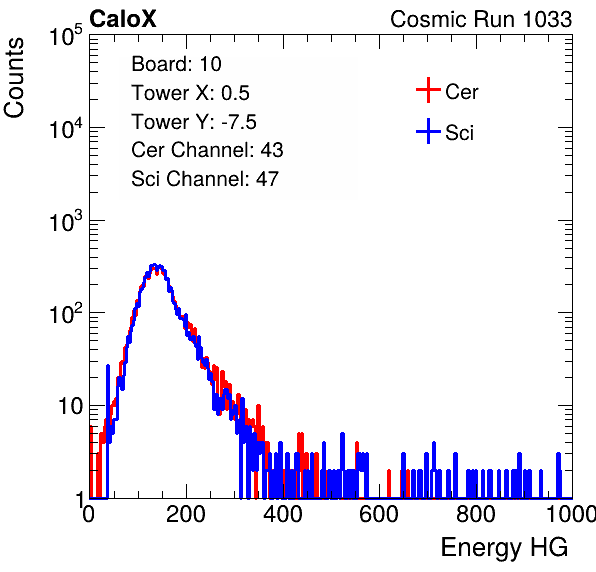 CaloX Cosmic Run 1033
Counts
10^5
10^4
10^3
10^2
10
1
Board: 10
Tower X: 0.5
Tower Y: -7.5
Cer Channel: 43
Sci Channel: 47
Cer
Sci
0 200 400 600 800 1000
Energy HG